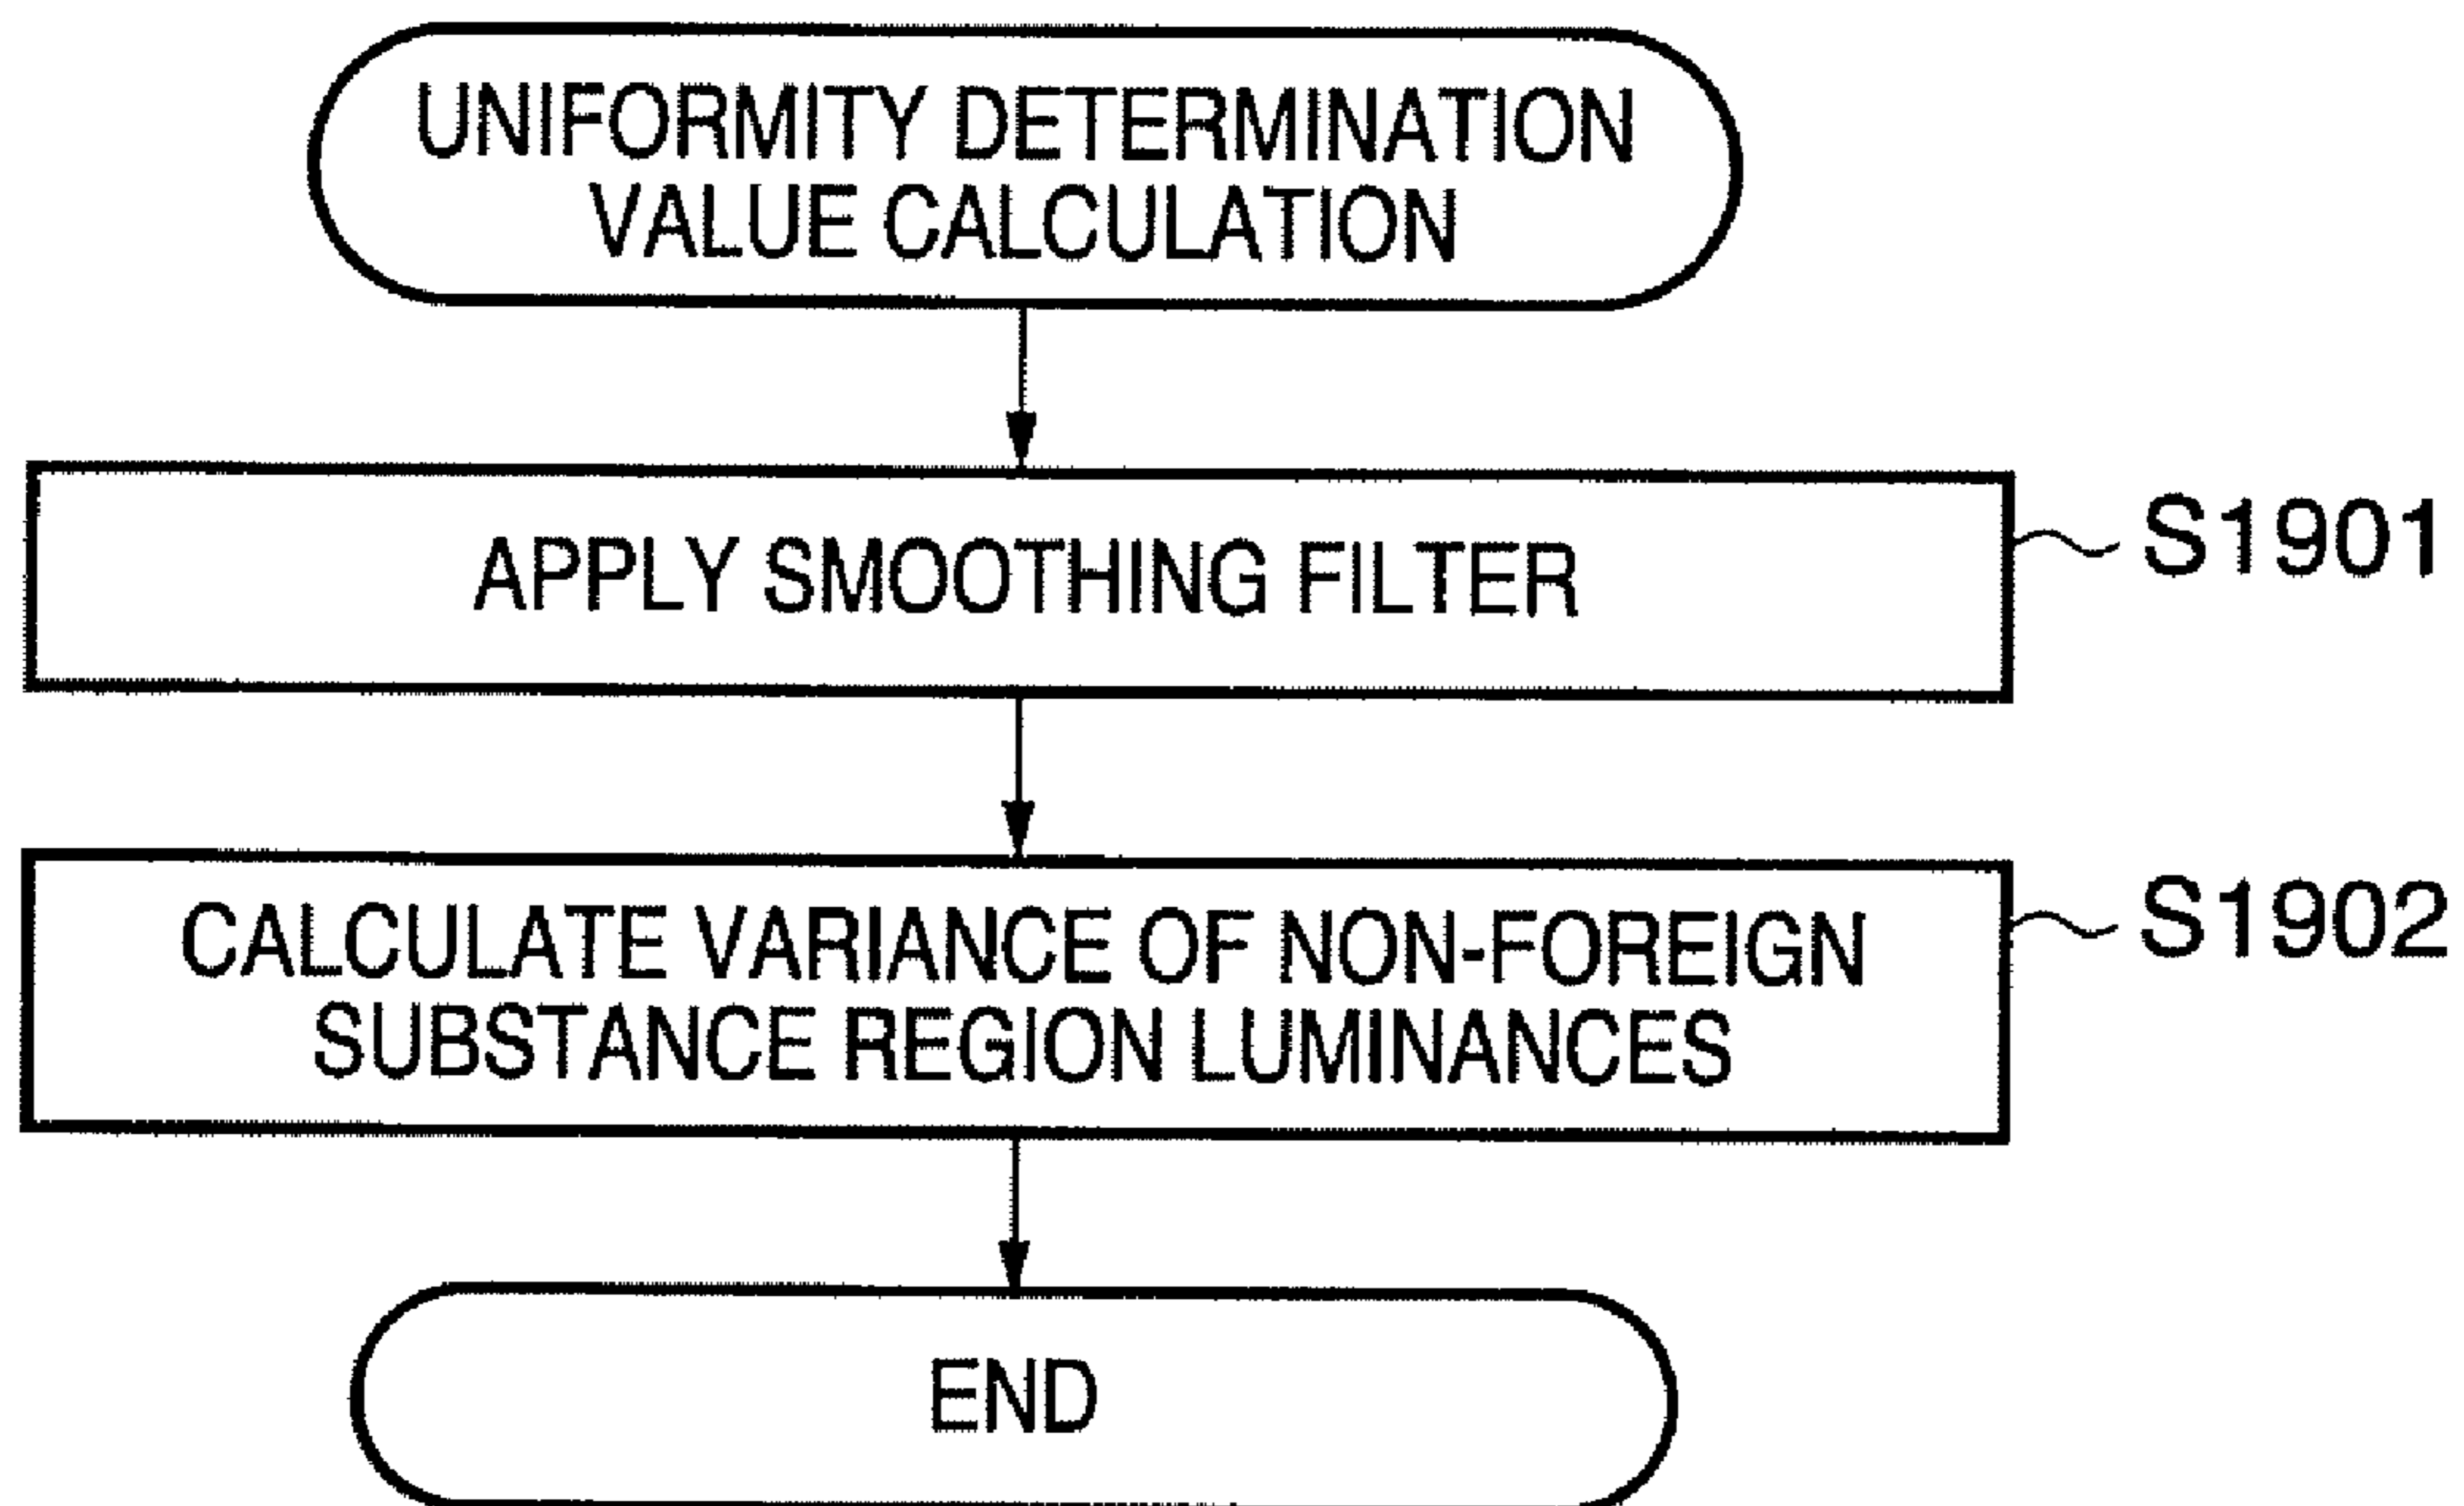 UNIFORMITY DETERMINATION
VALUE CALCULATION
APPLY SMOOTHING FILTER
S1901
CALCULATE VARIANCE OF NON-FOREIGN
SUBSTANCE REGION LUMINANCES
S1902
END